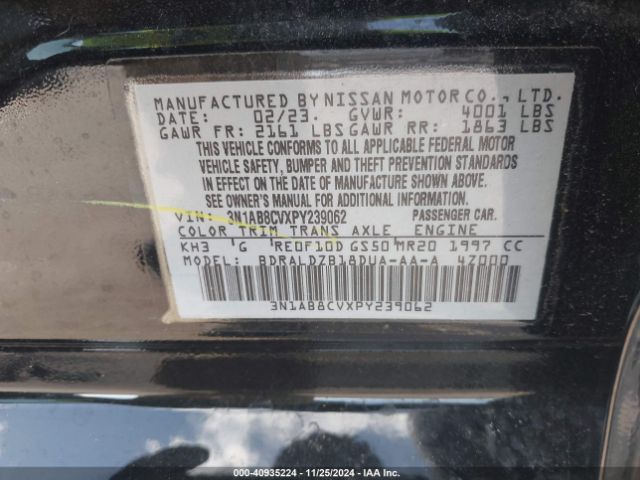 MANUFACTURED BY NISSAN MOTOR CO., LTD.
DATE: 02/23. GVWR: 4001 LBS
GAWR FR: 2161 LBS GAWR RR: 1863 LBS
THIS VEHICLE CONFORMS TO ALL APPLICABLE FEDERAL MOTOR
VEHICLE SAFETY, BUMPER AND THEFT PREVENTION STANDARDS
IN EFFECT ON THE DATE OF MANUFACTURE SHOWN ABOVE.
SEE OWNER'S MANUAL FOR ADDITIONAL INFORMATION.
VIN: 3N1AB8CVXPY239062 PASSENGER CAR.
COLOR TRIM TRANS AXLE ENGINE
KH3 'G 'RE0F10D GS50 MR20 1997 CC
MODEL: BDRALDZB18DUA-AA-A 4Z000
3N1AB8CVXPY239062
000-40935224 | 11/25/2024 | IAA Inc.